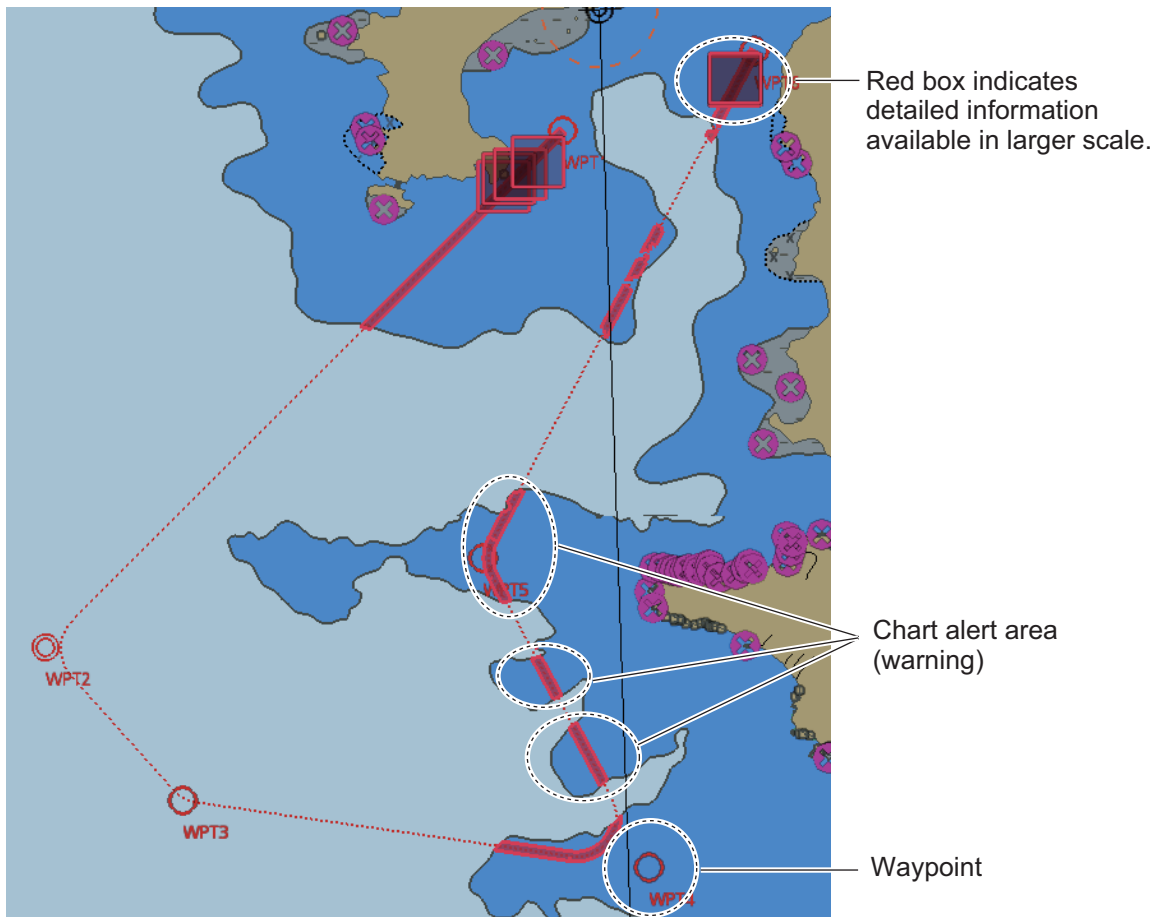 WPT6
Red box indicates
detailed information
available in larger scale.
WPT
WPT5
Chart alert area
(warning)
WPT2
WPT3
Waypoint
WPT4